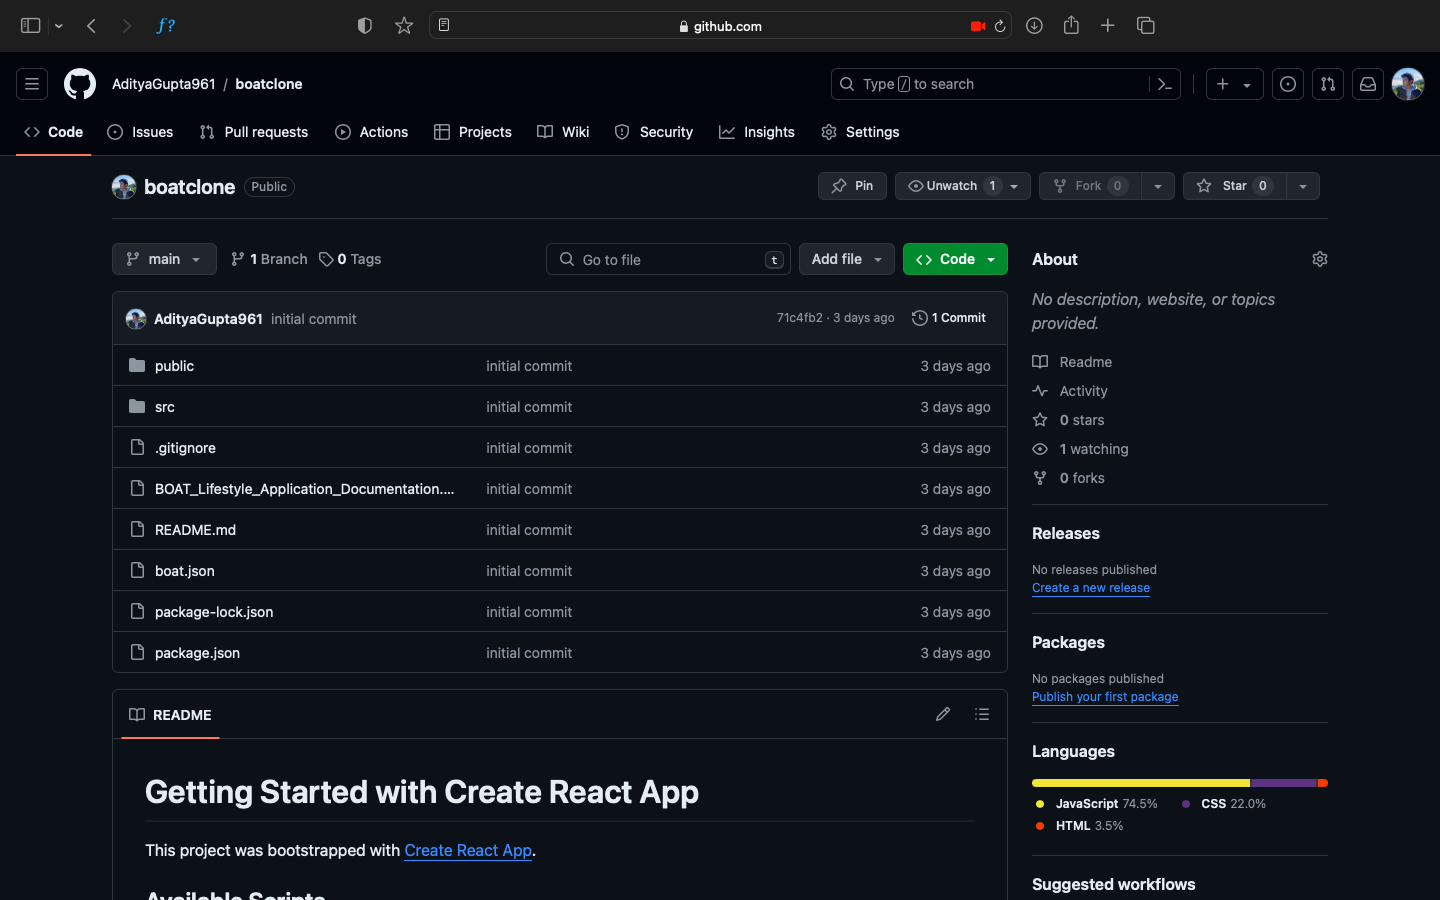 f?
github.com
AdityaGupta961 / boatclone
Type / to search
Code Issues Pull requests Actions Projects Wiki Security Insights Settings
boatclone Public
Pin Unwatch 1 Fork 0 Star 0
main 1 Branch 0 Tags Go to file t Add file Code
AdityaGupta961 initial commit 71c4fb2 · 3 days ago 1 Commit
public initial commit 3 days ago
src initial commit 3 days ago
.gitignore initial commit 3 days ago
BOAT_Lifestyle_Application_Documentation.... initial commit 3 days ago
README.md initial commit 3 days ago
boat.json initial commit 3 days ago
package-lock.json initial commit 3 days ago
package.json initial commit 3 days ago
README
Getting Started with Create React App
This project was bootstrapped with Create React App.
Available Scripts
About
No description, website, or topics
provided.
Readme
Activity
0 stars
1 watching
0 forks
Releases
No releases published
Create a new release
Packages
No packages published
Publish your first package
Languages
JavaScript 74.5% CSS 22.0%
HTML 3.5%
Suggested workflows